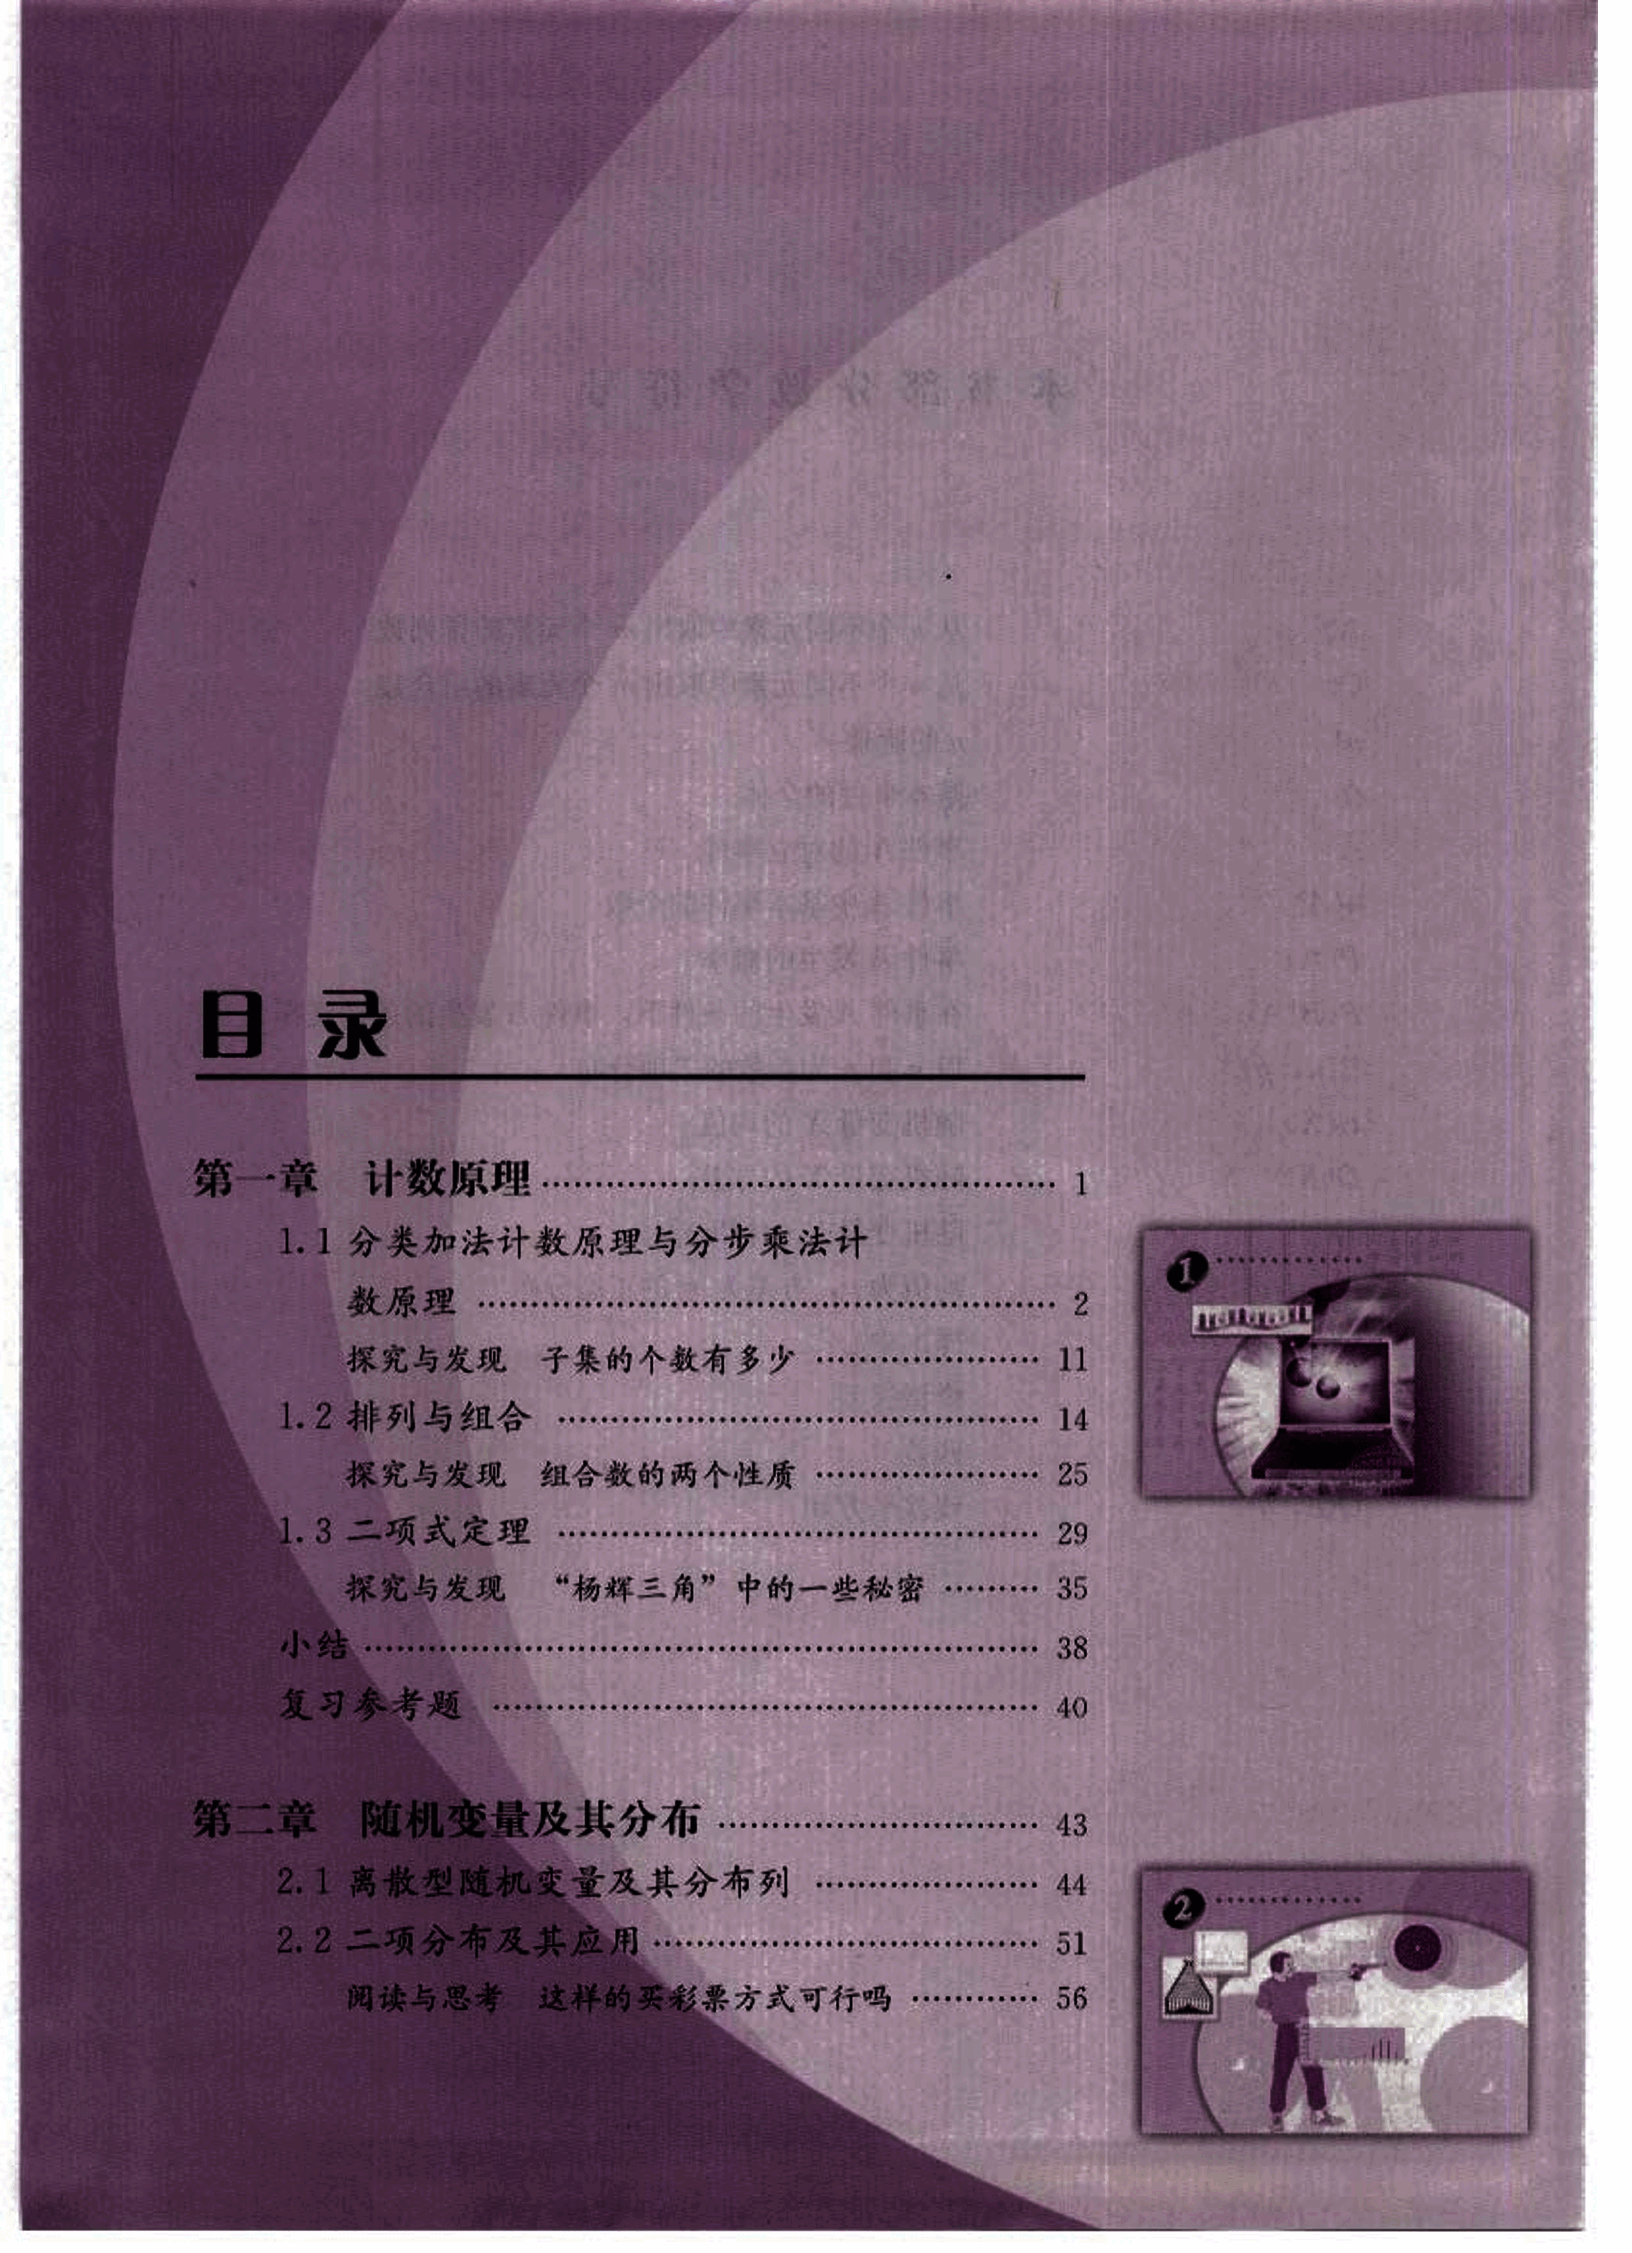 目 录
第一章 计数原理 …… 1
1.1 分类加法计数原理与分步乘法计
数原理 …… 2
探究与发现 子集的个数有多少 …… 11
1.2 排列与组合 …… 14
探究与发现 组合数的两个性质 …… 25
1.3 二项式定理 …… 29
探究与发现 “杨辉三角”中的一些秘密 …… 35
小结 …… 38
复习参考题 …… 40
第二章 随机变量及其分布 …… 43
2.1 离散型随机变量及其分布列 …… 44
2.2 二项分布及其应用 …… 51
阅读与思考 这样的买彩票方式可行吗 …… 56
1
2